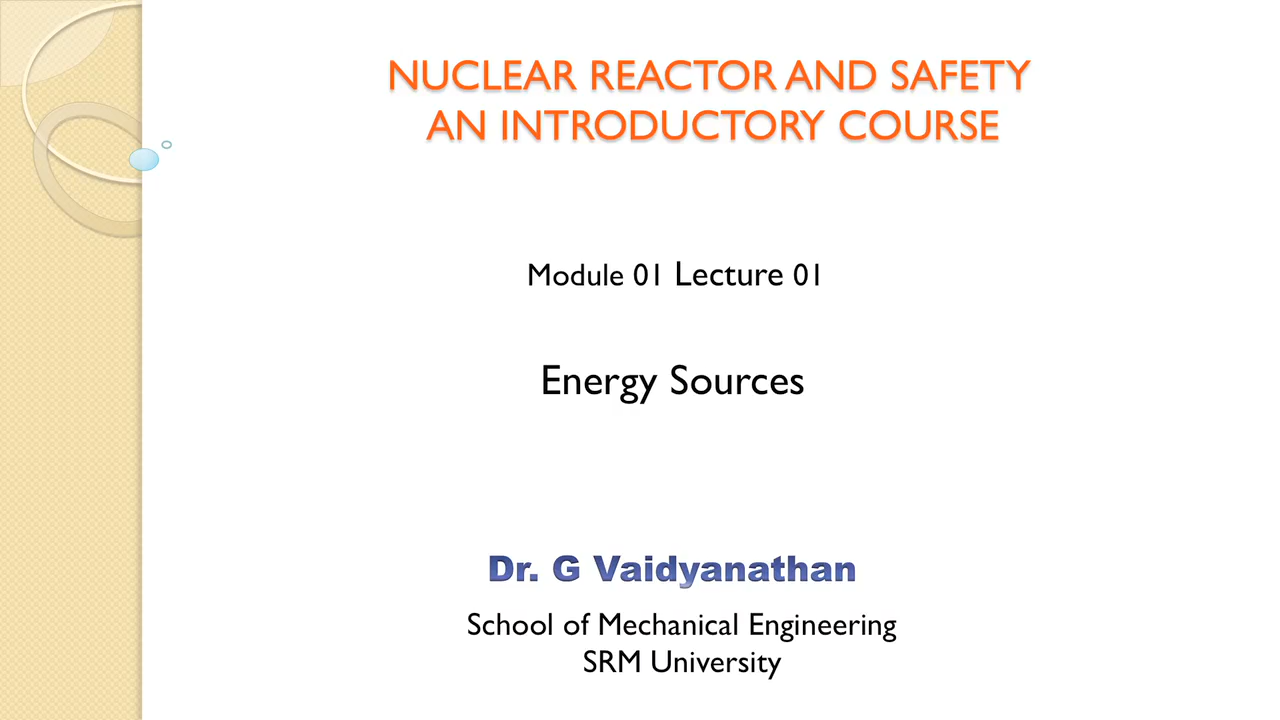 NUCLEAR REACTOR AND SAFETY
AN INTRODUCTORY COURSE
Module 01 Lecture 01
Energy Sources
Dr. G Vaidyanathan
School of Mechanical Engineering
SRM University